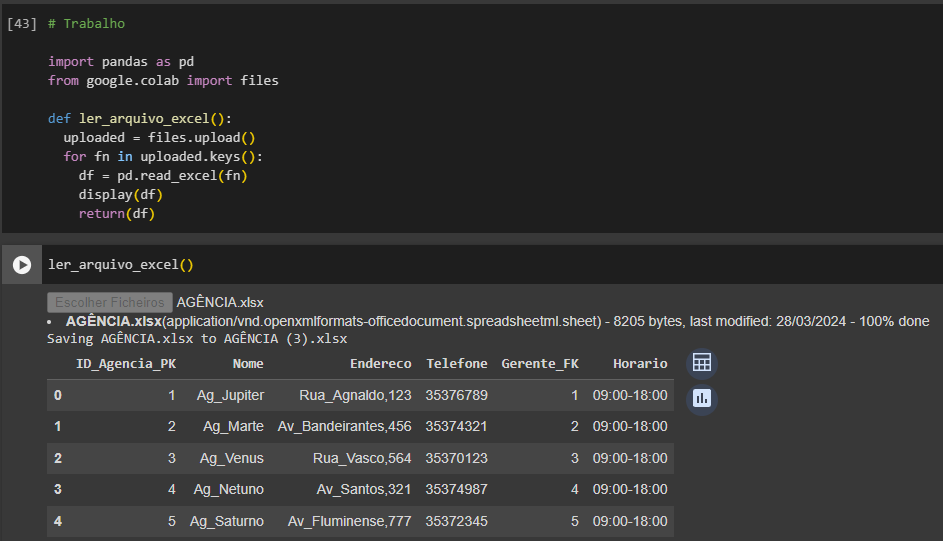 [43] # Trabalho
import pandas as pd
from google.colab import files
def ler_arquivo_excel():
uploaded = files.upload()
for fn in uploaded.keys():
df = pd.read_excel(fn)
display(df)
return(df)
ler_arquivo_excel()
Escolher Ficheiros AGÊNCIA.xlsx
• AGÊNCIA.xlsx(application/vnd.openxmlformats-officedocument.spreadsheetml.sheet) - 8205 bytes, last modified: 28/03/2024 - 100% done
Saving AGÊNCIA.xlsx to AGÊNCIA (3).xlsx
ID_Agencia_PK Nome Endereco Telefone Gerente_FK Horario
0 1 Ag_Jupiter Rua_Agnaldo,123 35376789 1 09:00-18:00
1 2 Ag_Marte Av_Bandeirantes,456 35374321 2 09:00-18:00
2 3 Ag_Venus Rua_Vasco,564 35370123 3 09:00-18:00
3 4 Ag_Netuno Av_Santos,321 35374987 4 09:00-18:00
4 5 Ag_Saturno Av_Fluminense,777 35372345 5 09:00-18:00